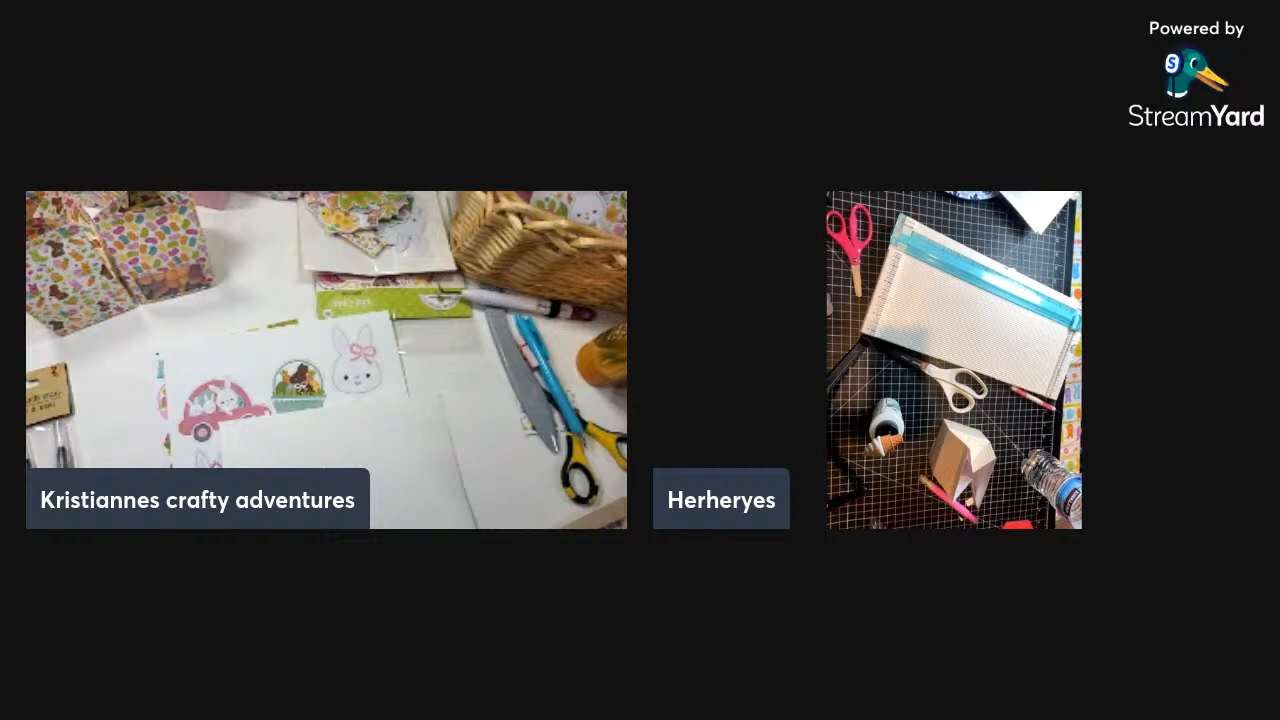 Powered by
S
StreamYard
Kristiannes crafty adventures
Herheryes